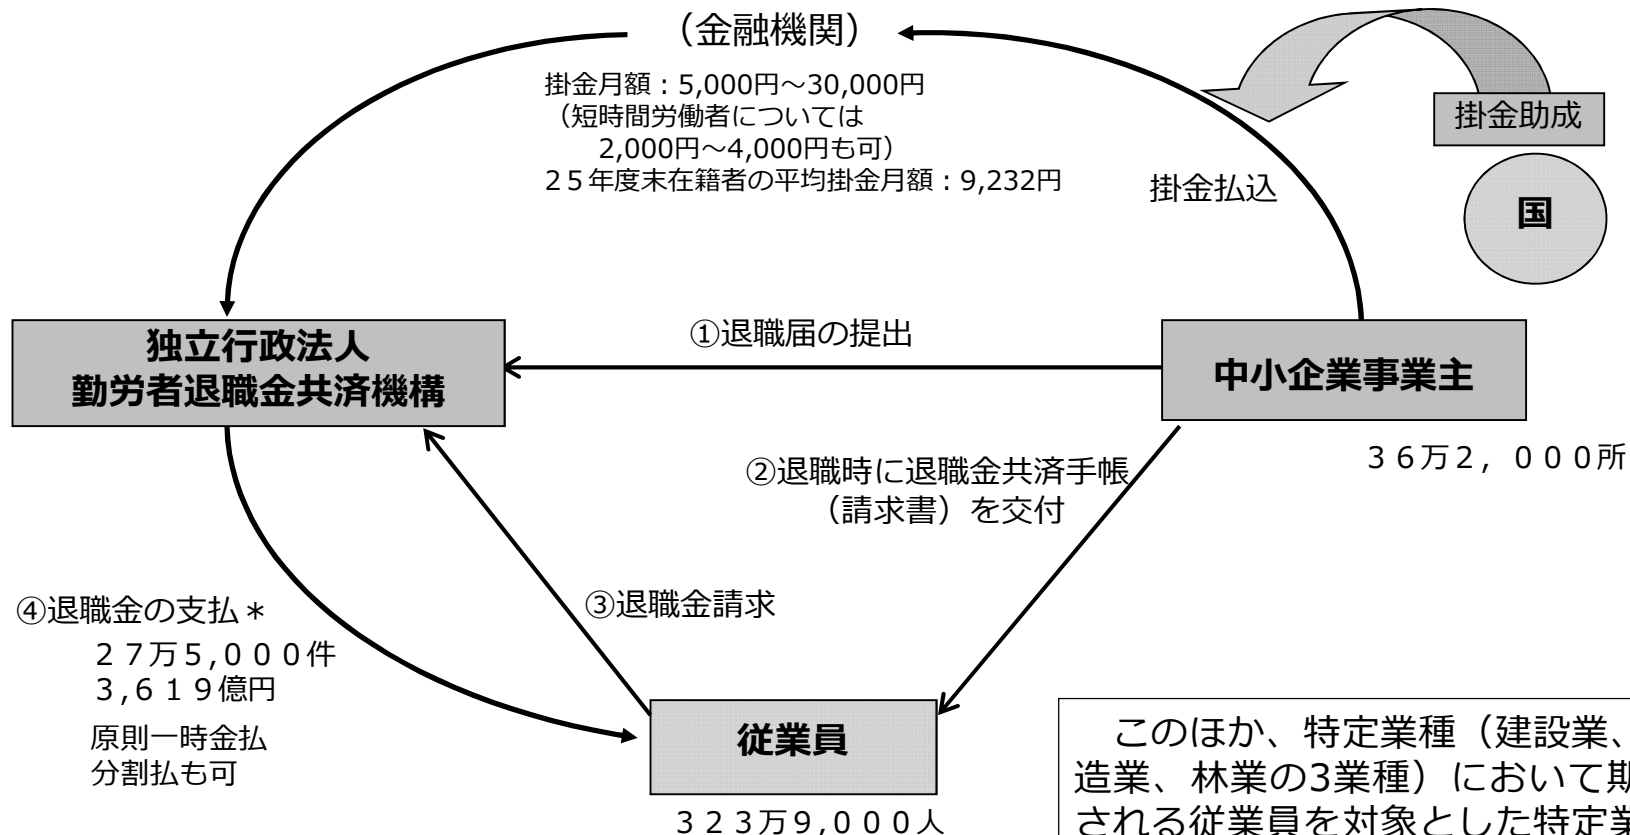 （金融機関）
掛金月額：5,000円～30,000円
（短時間労働者については
2,000円～4,000円も可）
２５年度末在籍者の平均掛金月額：9,232円
掛金助成
国
掛金払込
独立行政法人
勤労者退職金共済機構
①退職届の提出
中小企業事業主
３６万２，０００所
②退職時に退職金共済手帳
（請求書）を交付
③退職金請求
④退職金の支払＊
２７万５,０００件
３,６１９億円
原則一時金払
分割払も可
従業員
３２３万９,０００人
このほか、特定業種（建設業、
造業、林業の3業種）において期
される従業員を対象とした特定業